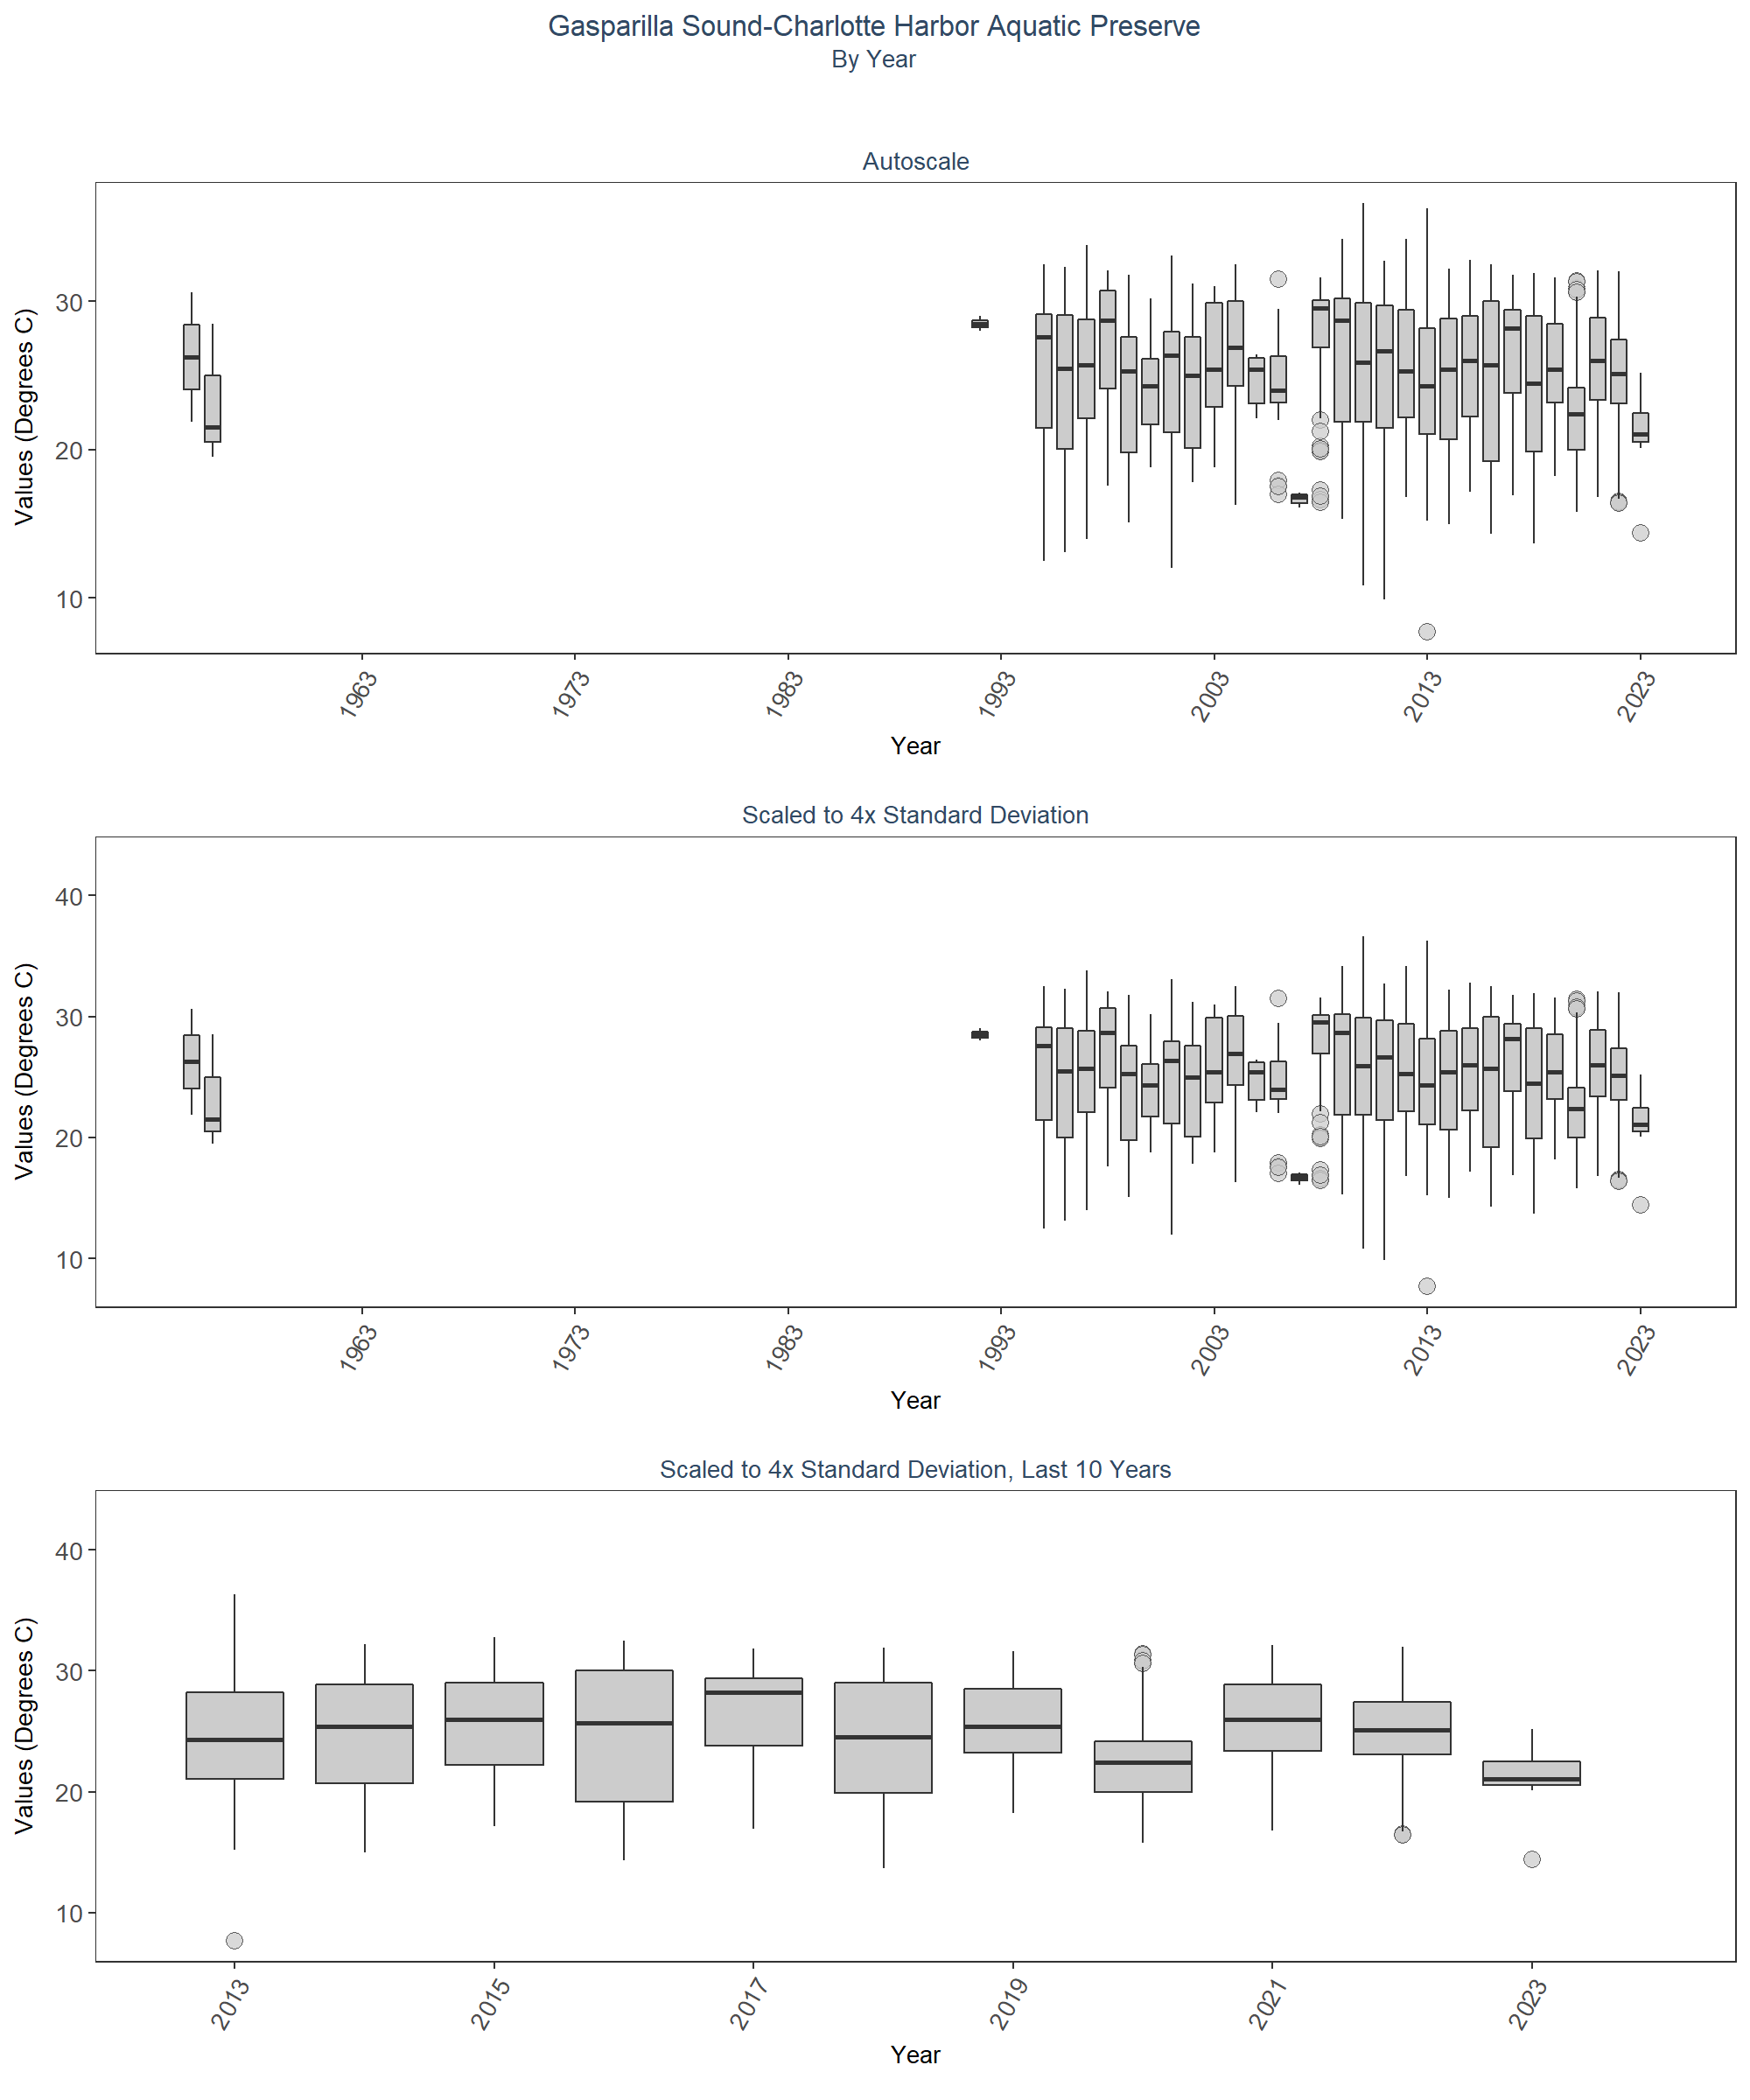 Gasparilla Sound-Charlotte Harbor Aquatic Preserve
By Year
Autoscale
Values (Degrees C)
30
20
10
1963
1973
1983
1993
2003
2013
2023
Year
Scaled to 4x Standard Deviation
Values (Degrees C)
40
30
20
10
1963
1973
1983
1993
2003
2013
2023
Year
Scaled to 4x Standard Deviation, Last 10 Years
Values (Degrees C)
40
30
20
10
2013
2015
2017
2019
2021
2023
Year